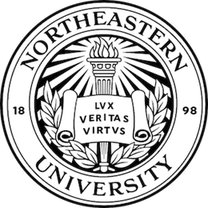 NORTHEASTERN
LVX
VERITAS
VIRTVS
18 98
UNIVERSITY